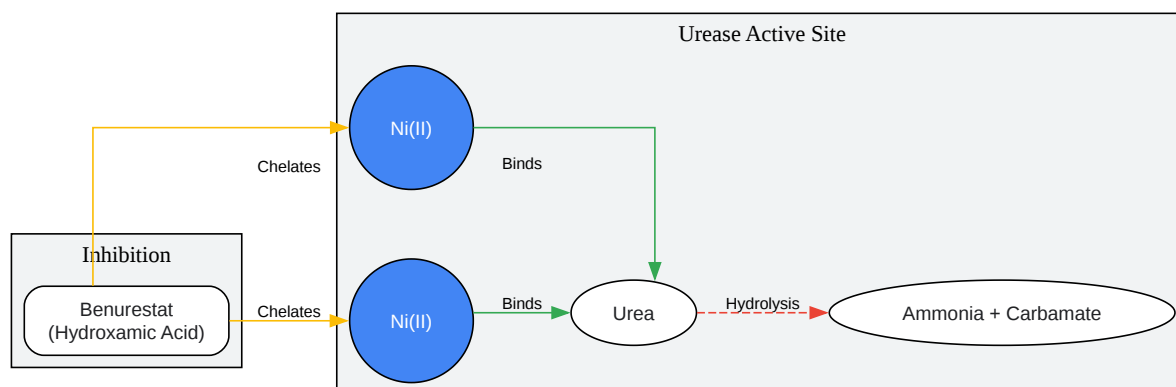 Urease Active Site
Ni(II)
Chelates
Binds
Inhibition
Benurestat
(Hydroxamic Acid)
Chelates
Ni(II)
Binds
Urea
Hydrolysis
Ammonia + Carbamate